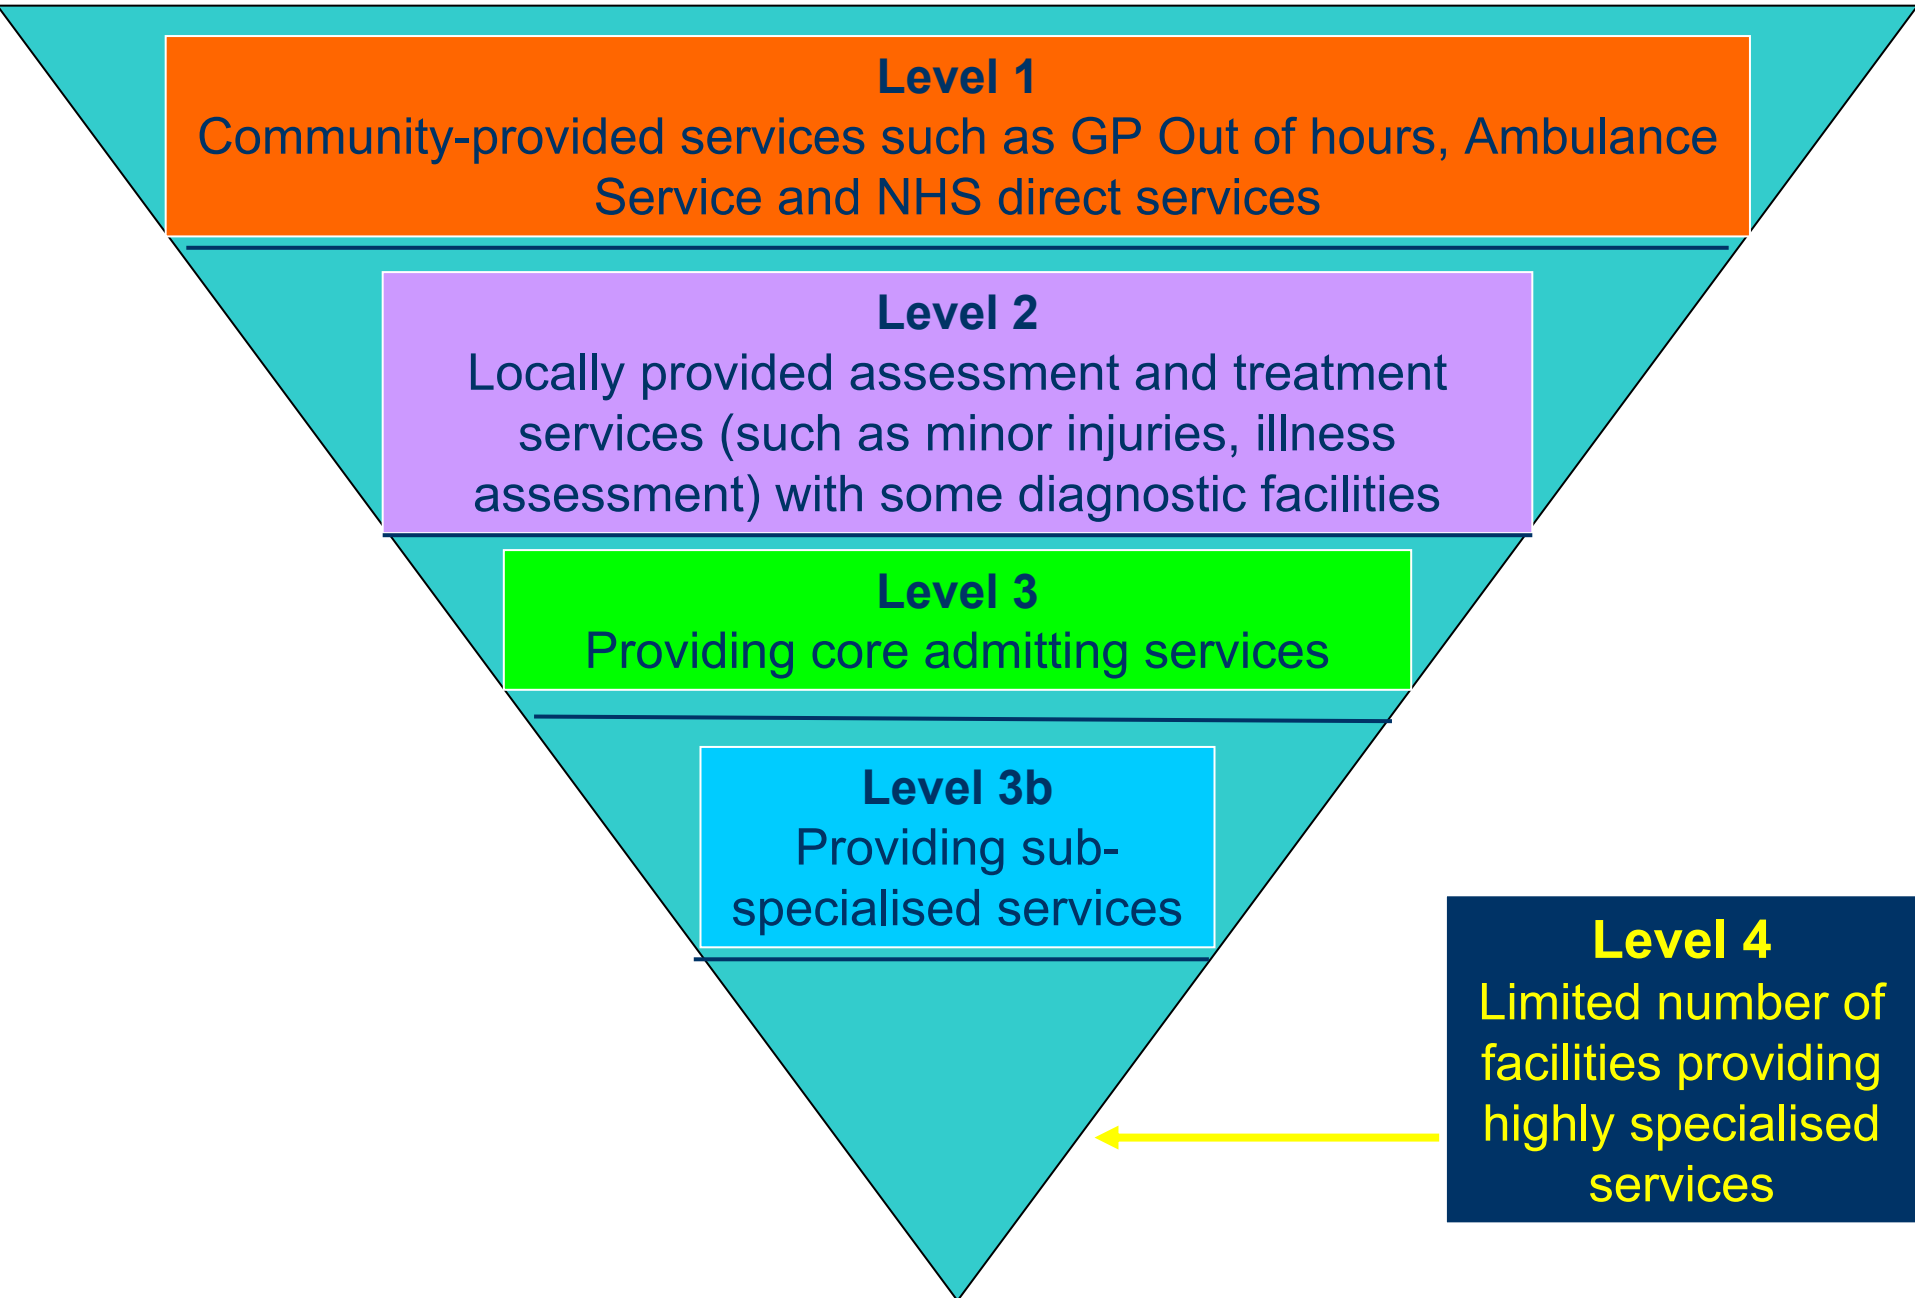 Level 1
Community-provided services such as GP Out of hours, Ambulance
Service and NHS direct services
Level 2
Locally provided assessment and treatment
services (such as minor injuries, illness
assessment) with some diagnostic facilities
Level 3
Providing core admitting services
Level 3b
Providing sub-
specialised services
Level 4
Limited number of
facilities providing
highly specialised
services